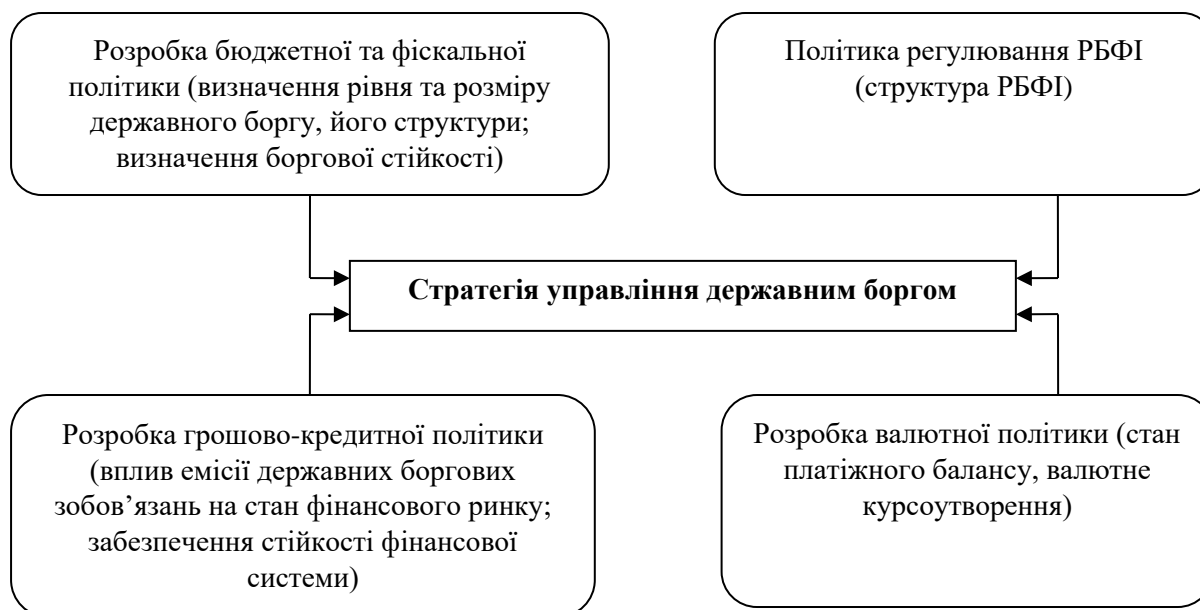 Розробка бюджетної та фіскальної
політики (визначення рівня та розміру
державного боргу, його структури;
визначення боргової стійкості)
Політика регулювання РБФІ
(структура РБФІ)
Стратегія управління державним боргом
Розробка грошово-кредитної політики
(вплив емісії державних боргових
зобов’язань на стан фінансового ринку;
забезпечення стійкості фінансової
системи)
Розробка валютної політики (стан
платіжного балансу, валютне
курсоутворення)